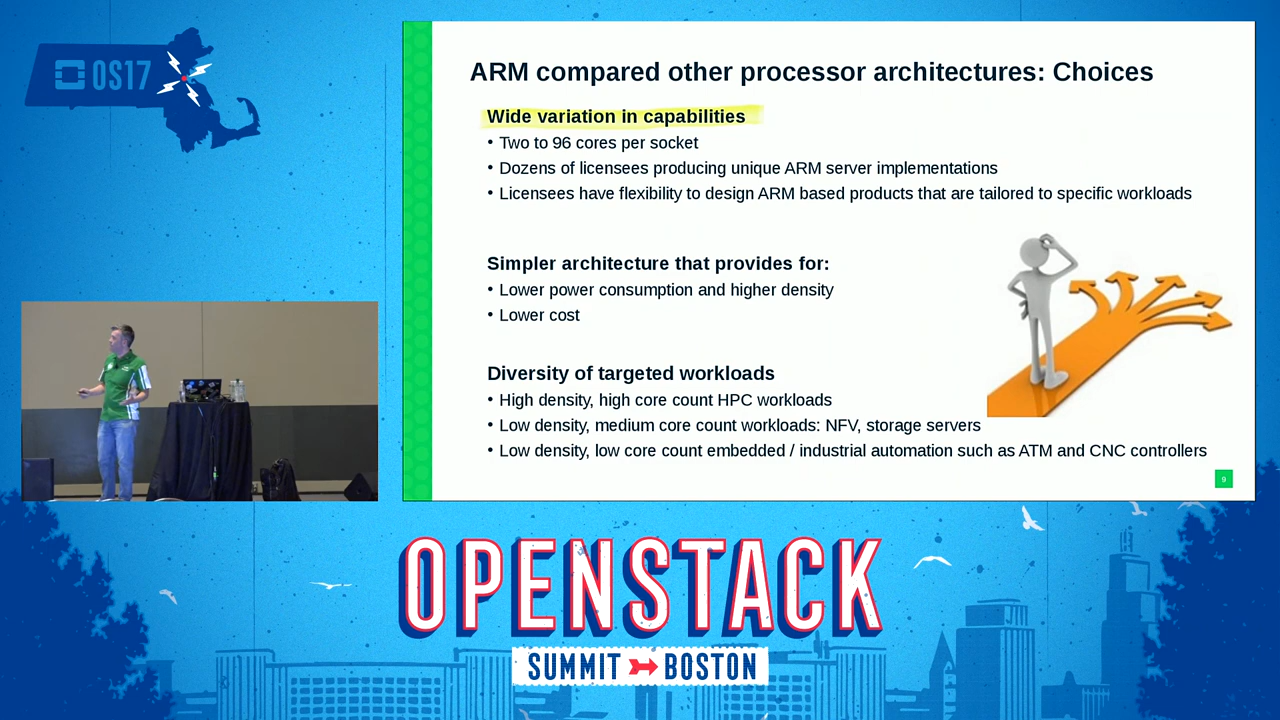 OS17
ARM compared other processor architectures: Choices
Wide variation in capabilities
• Two to 96 cores per socket
• Dozens of licensees producing unique ARM server implementations
• Licensees have flexibility to design ARM based products that are tailored to specific workloads
Simpler architecture that provides for:
• Lower power consumption and higher density
• Lower cost
Diversity of targeted workloads
• High density, high core count HPC workloads
• Low density, medium core count workloads: NFV, storage servers
• Low density, low core count embedded / industrial automation such as ATM and CNC controllers
9
OPENSTACK
SUMMIT BOSTON